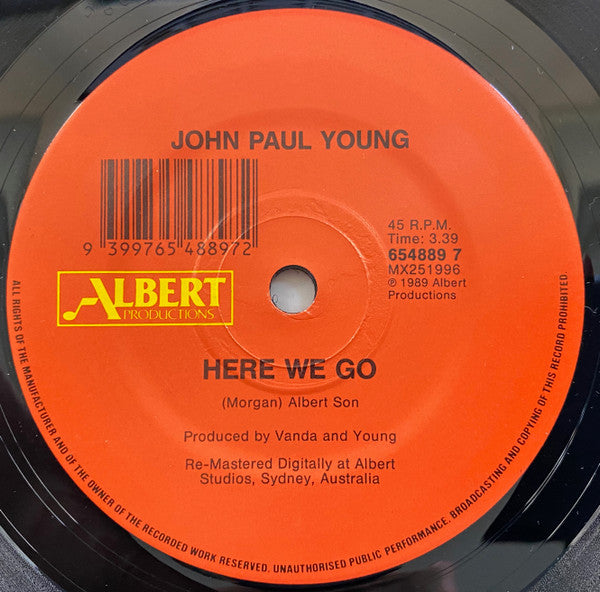 JOHN PAUL YOUNG
9 399765 488972
45 R.P.M.
Time: 3.39
654889 7
MX251996
℗ 1989 Albert
Productions
ALBERT
PRODUCTIONS
HERE WE GO
(Morgan) Albert Son
Produced by Vanda and Young
Re-Mastered Digitally at Albert
Studios, Sydney, Australia
ALL RIGHTS OF THE MANUFACTURER AND OF THE OWNER OF THE RECORDED WORK RESERVED. UNAUTHORISED PUBLIC PERFORMANCE, BROADCASTING AND COPYING OF THIS RECORD PROHIBITED.